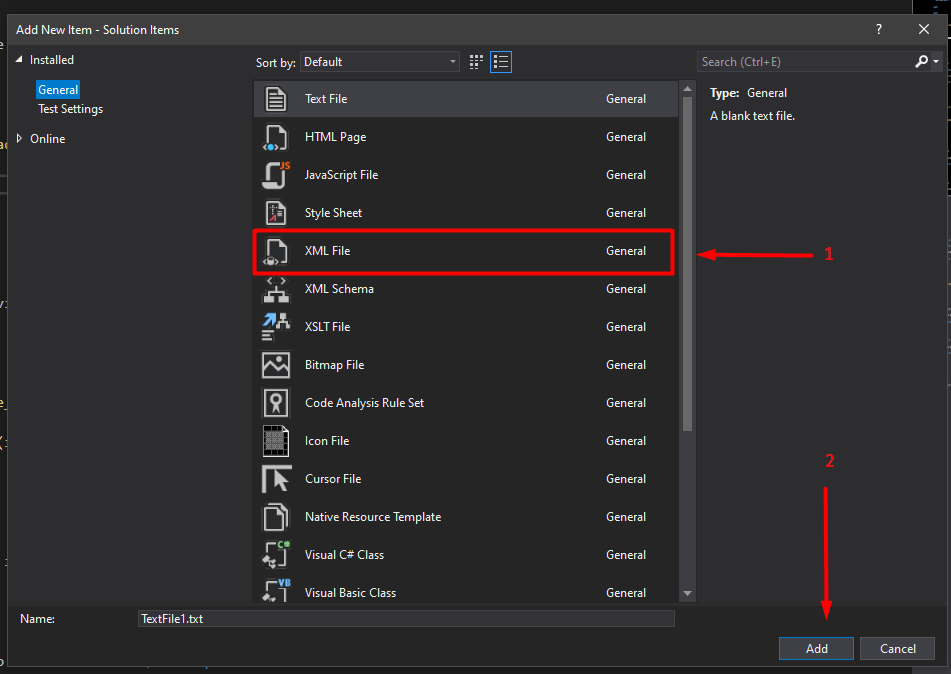 Add New Item - Solution Items
?
Installed
General
Test Settings
Online
Sort by: Default
Search (Ctrl+E)
Text File General
HTML Page General
JavaScript File General
Style Sheet General
XML File General
XML Schema General
XSLT File General
Bitmap File General
Code Analysis Rule Set General
Icon File General
Cursor File General
Native Resource Template General
Visual C# Class General
Visual Basic Class General
Type: General
A blank text file.
1
2
Name: TextFile1.txt
Add Cancel